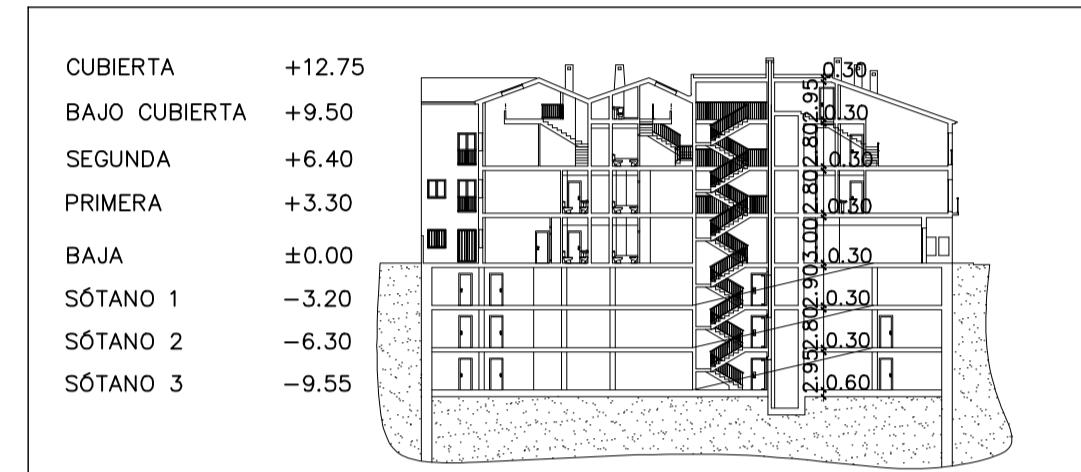 CUBIERTA +12.75
BAJO CUBIERTA +9.50
SEGUNDA +6.40
PRIMERA +3.30
BAJA ±0.00
SÓTANO 1 −3.20
SÓTANO 2 −6.30
SÓTANO 3 −9.55
0.30
2.95
0.30
2.80
0.30
2.80
0.30
3.00
0.30
2.90
0.30
2.80
0.30
2.95
0.60